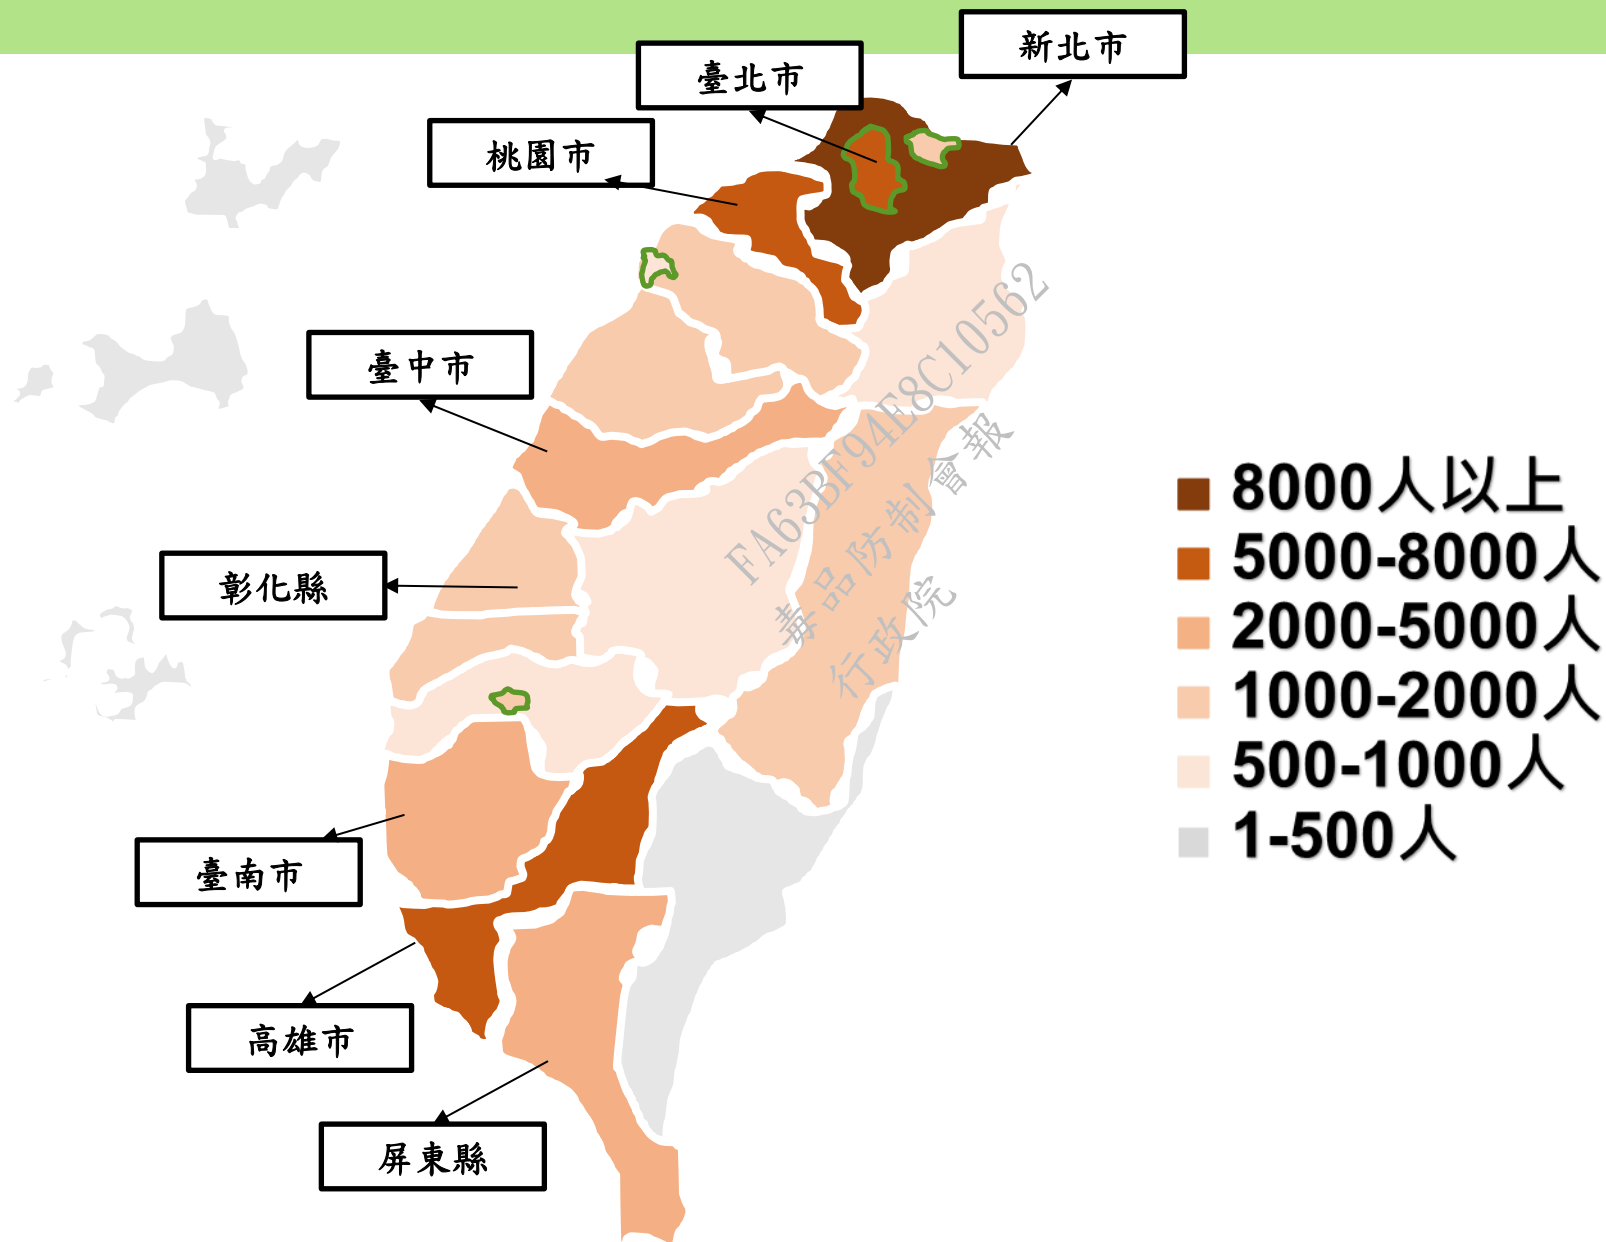 新北市
臺北市
桃園市
臺中市
彰化縣
臺南市
高雄市
屏東縣
8000人以上
5000-8000人
2000-5000人
1000-2000人
500-1000人
1-500人
FA63BF94E8C10562
毒品防制會報
行政院